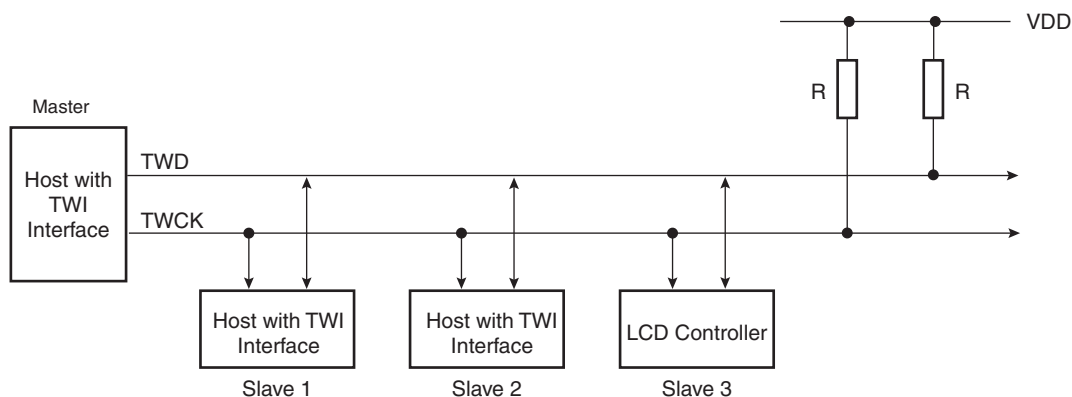 VDD
R
R
Master
Host with
TWI
Interface
TWD
TWCK
Host with TWI
Interface
Slave 1
Host with TWI
Interface
Slave 2
LCD Controller
Slave 3